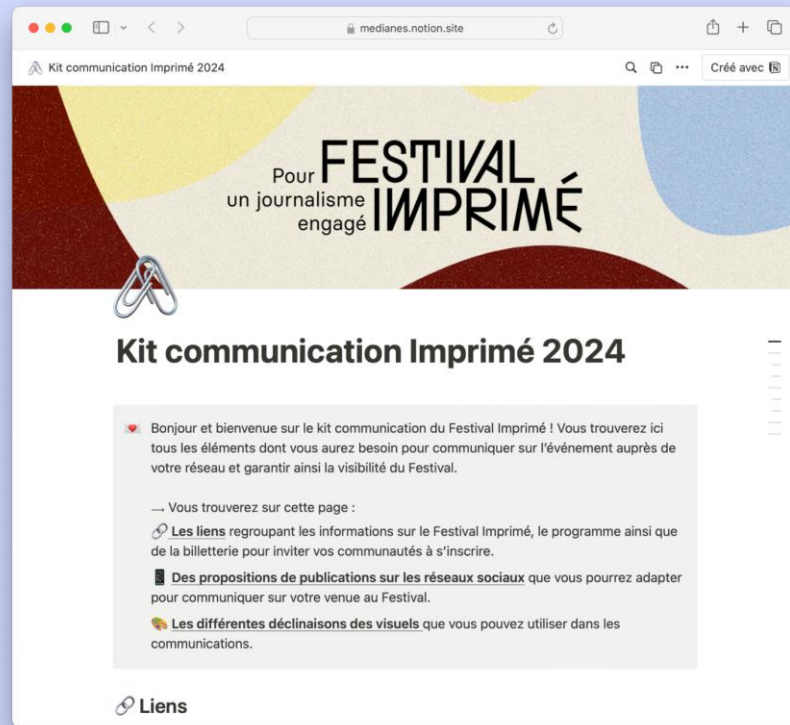 medianes.notion.site
Kit communication Imprimé 2024
Créé avec
Pour
un journalisme
engagé
FESTIVAL
IMPRIMÉ
Kit communication Imprimé 2024
Bonjour et bienvenue sur le kit communication du Festival Imprimé ! Vous trouverez ici
tous les éléments dont vous aurez besoin pour communiquer sur l’événement auprès de
votre réseau et garantir ainsi la visibilité du Festival.
→ Vous trouverez sur cette page :
Les liens regroupant les informations sur le Festival Imprimé, le programme ainsi que
de la billetterie pour inviter vos communautés à s’inscrire.
Des propositions de publications sur les réseaux sociaux que vous pourrez adapter
pour communiquer sur votre venue au Festival.
Les différentes déclinaisons des visuels que vous pouvez utiliser dans les
communications.
Liens